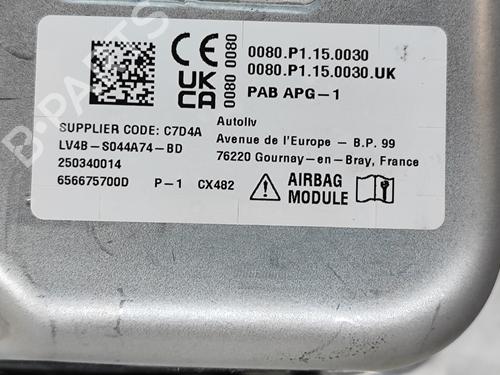 CE
UK
CA
0080 0080
0080 0080
0080.P1.15.0030
0080.P1.15.0030.UK
PAB APG-1
Autoliv
Avenue de l'Europe - B.P. 99
76220 Gournay-en-Bray, France
SUPPLIER CODE: C7D4A
LV4B-S044A74-BD
250340014
656675700D P-1 CX482
AIRBAG
MODULE
B-PARTS